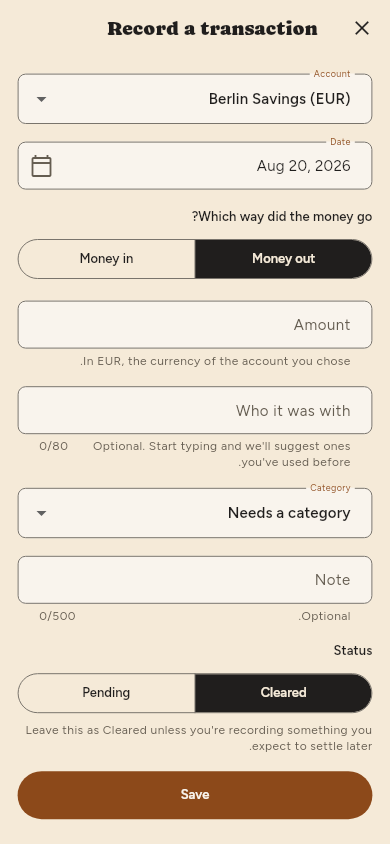 Record a transaction
Account
Berlin Savings (EUR)
Date
Aug 20, 2026
Which way did the money go?
Money out
Money in
Amount
In EUR, the currency of the account you chose.
Who it was with
Optional. Start typing and we'll suggest ones
you've used before.
0/80
Category
Needs a category
Note
Optional.
0/500
Status
Cleared
Pending
Leave this as Cleared unless you're recording something you
expect to settle later.
Save